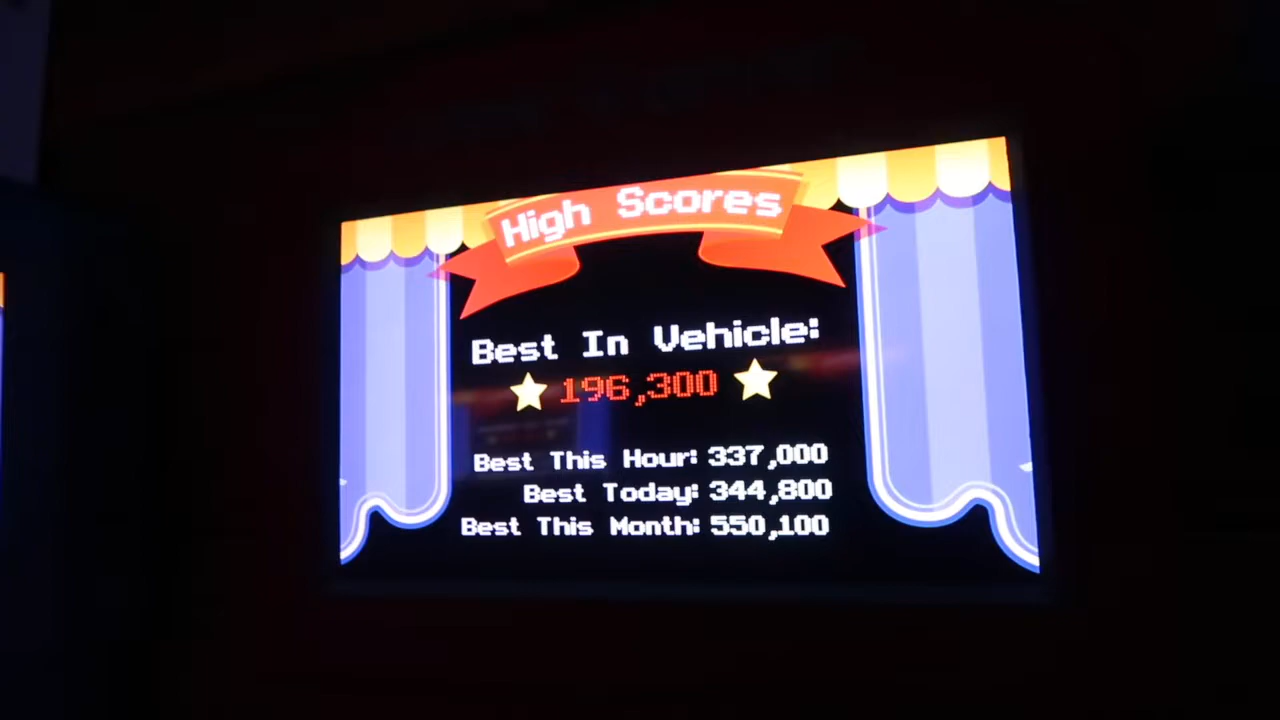 High Scores
Best In Vehicle:
196,300
Best This Hour: 337,000
Best Today: 344,800
Best This Month: 550,100